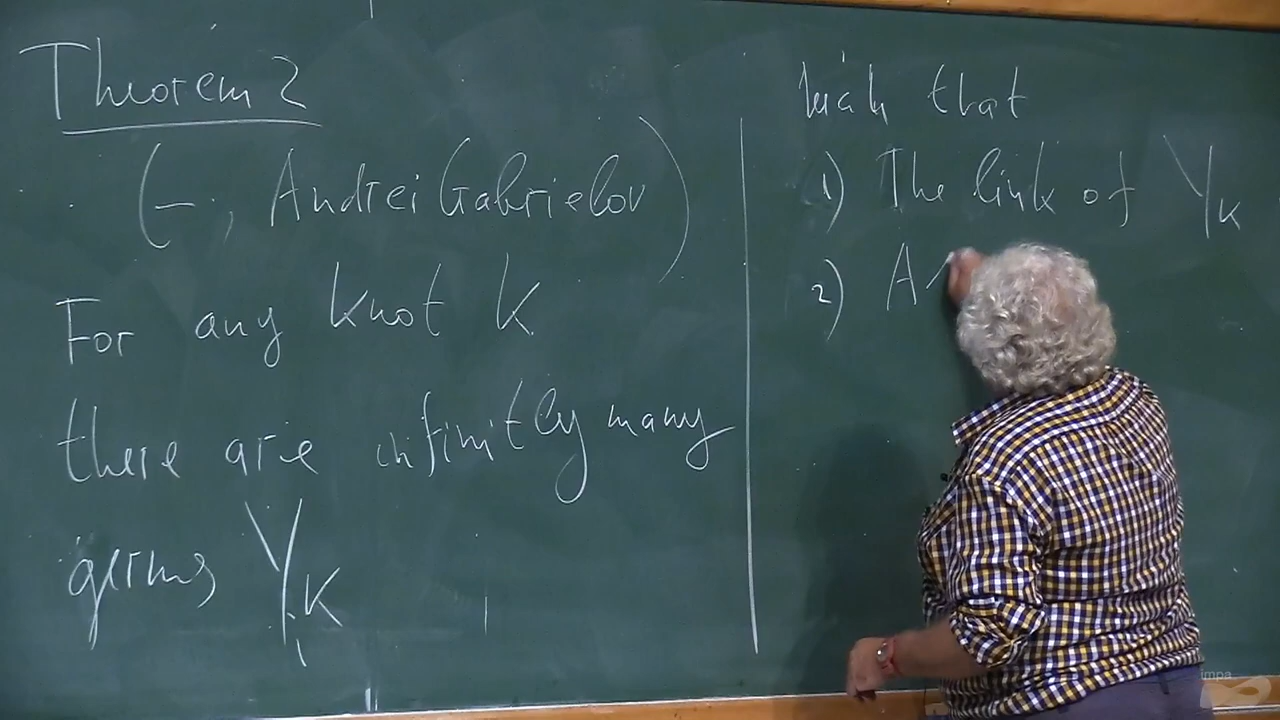 Theorem 2
(–, Andrei Gabrielov)
For any knot K
there are infinitely many
germs Y_K
such that
1) The link of Y_K
2) A
impa